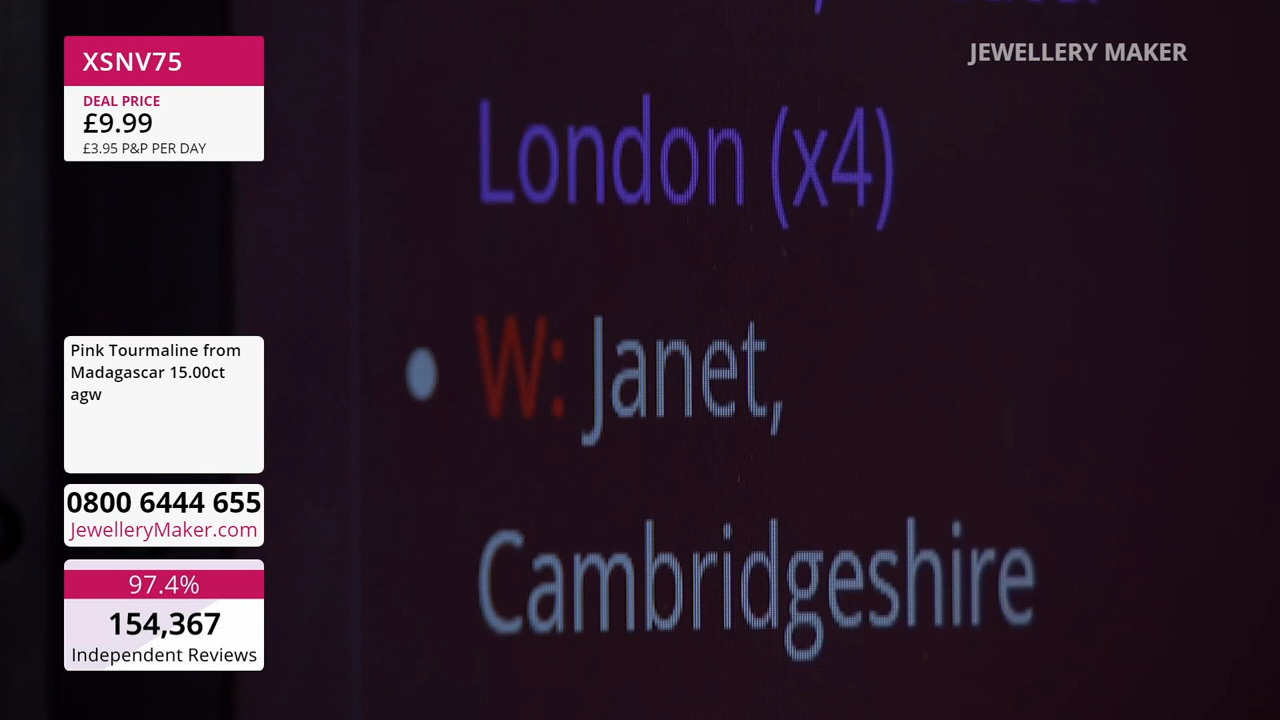 XSNV75
DEAL PRICE
£9.99
£3.95 P&P PER DAY
JEWELLERY MAKER
London (x4)
W: Janet,
Cambridgeshire
Pink Tourmaline from
Madagascar 15.00ct
agw
0800 6444 655
JewelleryMaker.com
97.4%
154,367
Independent Reviews